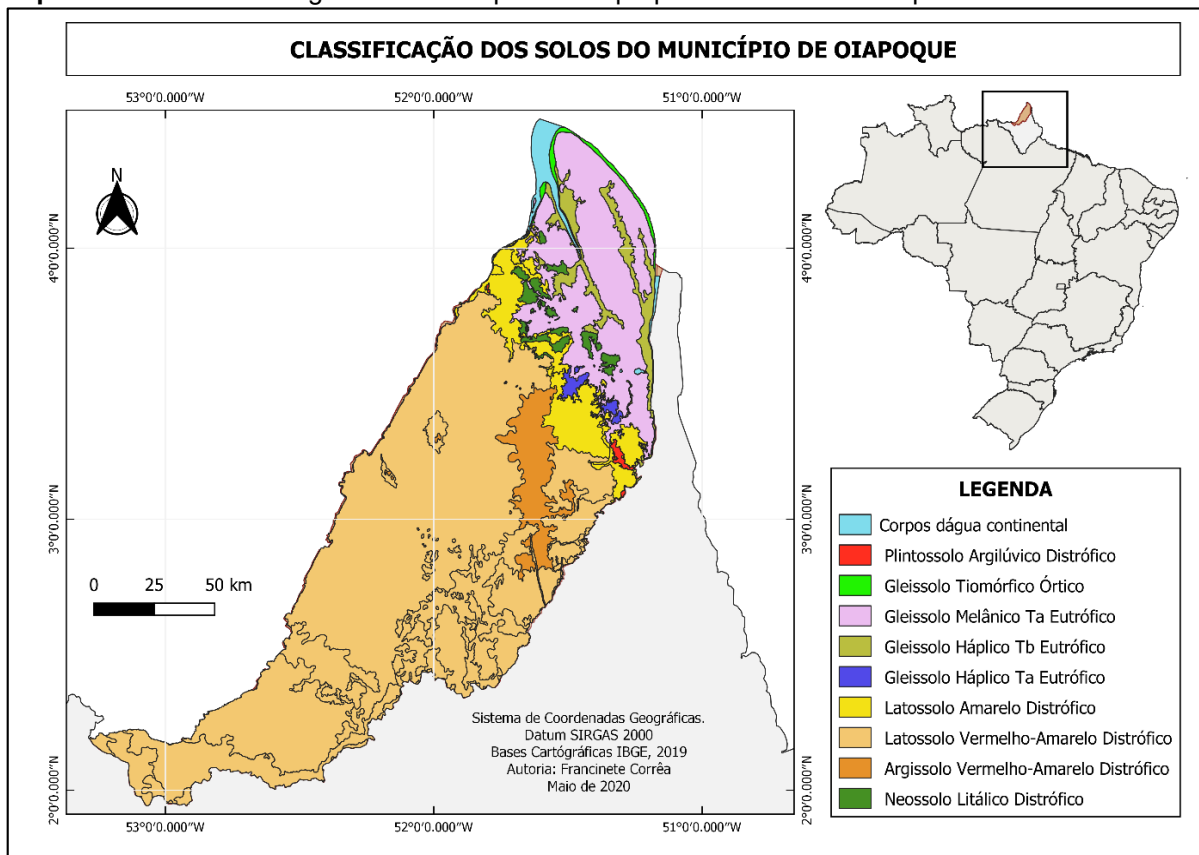 CLASSIFICAÇÃO DOS SOLOS DO MUNICÍPIO DE OIAPOQUE
53°0'0.000"W
52°0'0.000"W
51°0'0.000"W
N
4°0'0.000"N
4°0'0.000"N
3°0'0.000"N
3°0'0.000"N
2°0'0.000"N
2°0'0.000"N
0 25 50 km
Sistema de Coordenadas Geográficas.
Datum SIRGAS 2000
Bases Cartógráficas IBGE, 2019
Autoria: Francinete Corrêa
Maio de 2020
53°0'0.000"W
52°0'0.000"W
51°0'0.000"W
LEGENDA
Corpos dágua continental
Plintossolo Argilúvico Distrófico
Gleissolo Tiomórfico Órtico
Gleissolo Melânico Ta Eutrófico
Gleissolo Háplico Tb Eutrófico
Gleissolo Háplico Ta Eutrófico
Latossolo Amarelo Distrófico
Latossolo Vermelho-Amarelo Distrófico
Argissolo Vermelho-Amarelo Distrófico
Neossolo Litálico Distrófico